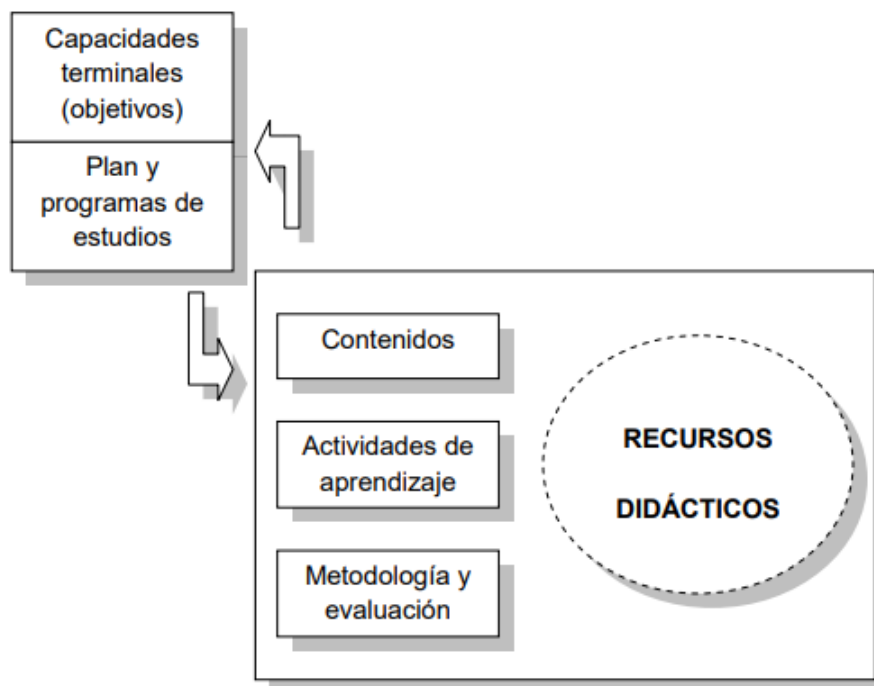 Capacidades
terminales
(objetivos)
Plan y
programas de
estudios
Contenidos
Actividades de
aprendizaje
Metodología y
evaluación
RECURSOS
DIDÁCTICOS